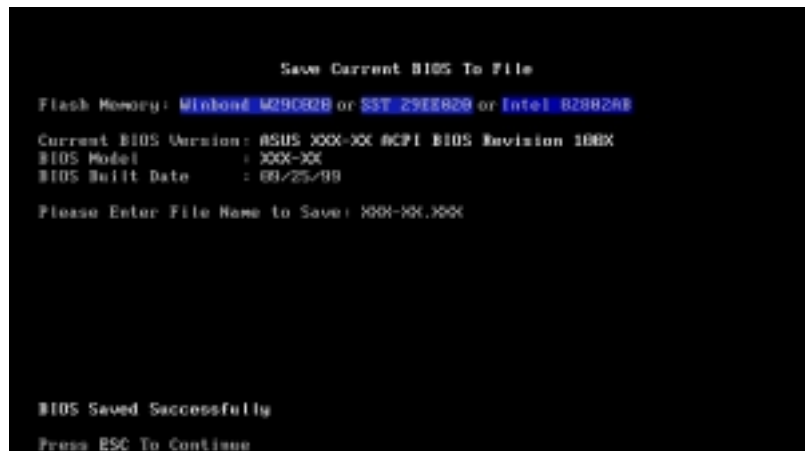 Save Current BIOS To File
Flash Memory: Winbond W29C020 or SST 29EE020 or Intel 82802AB
Current BIOS Version: ASUS XXX-XX ACPI BIOS Revision 100X
BIOS Model : XXX-XX
BIOS Built Date : 09/25/99
Please Enter File Name to Save: XXX-XX.XXX
BIOS Saved Successfully
Press ESC To Continue